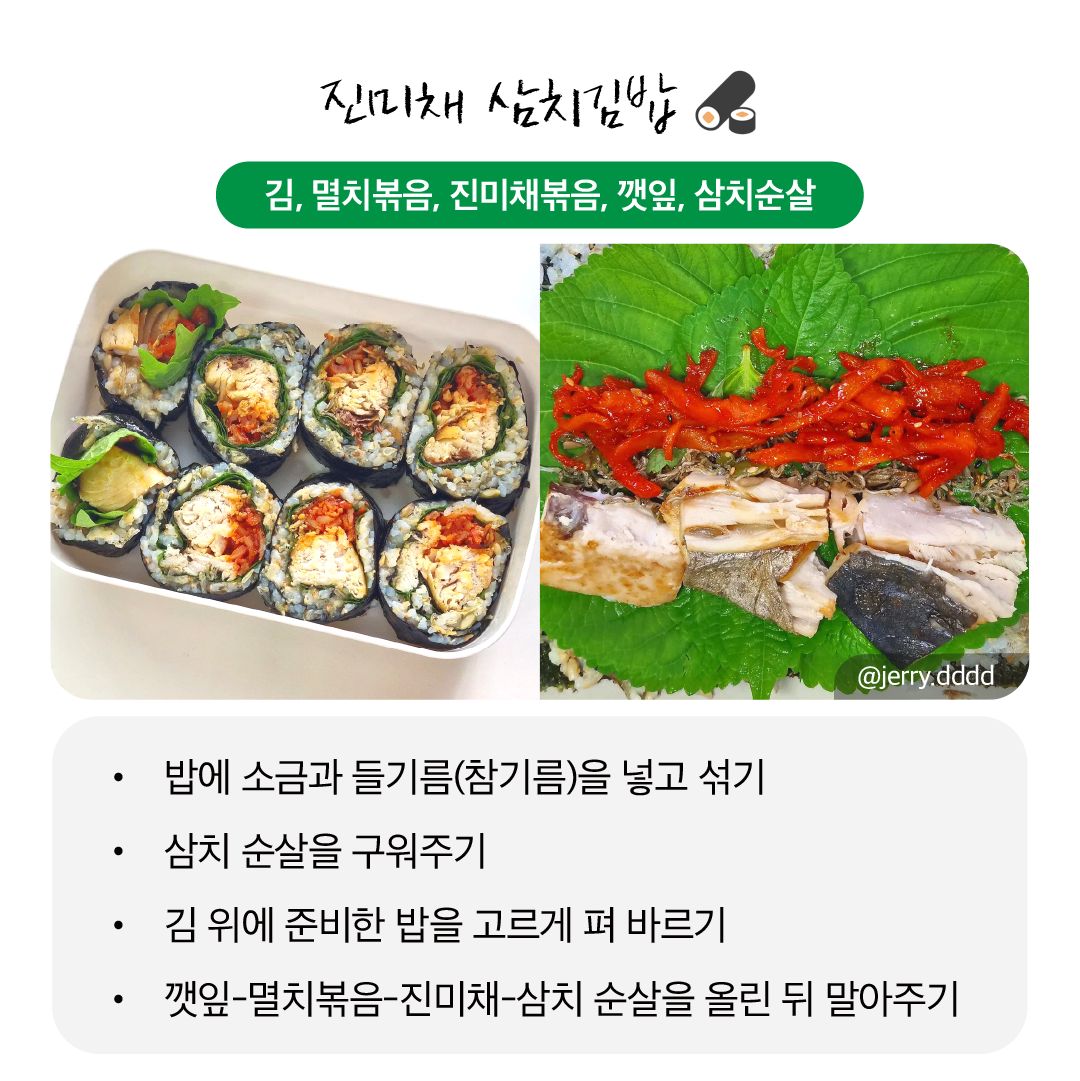 진미채 삼치김밥
김, 멸치볶음, 진미채볶음, 깻잎, 삼치순살
@jerry.dddd
• 밥에 소금과 들기름(참기름)을 넣고 섞기
• 삼치 순살을 구워주기
• 김 위에 준비한 밥을 고르게 펴 바르기
• 깻잎-멸치볶음-진미채-삼치 순살을 올린 뒤 말아주기